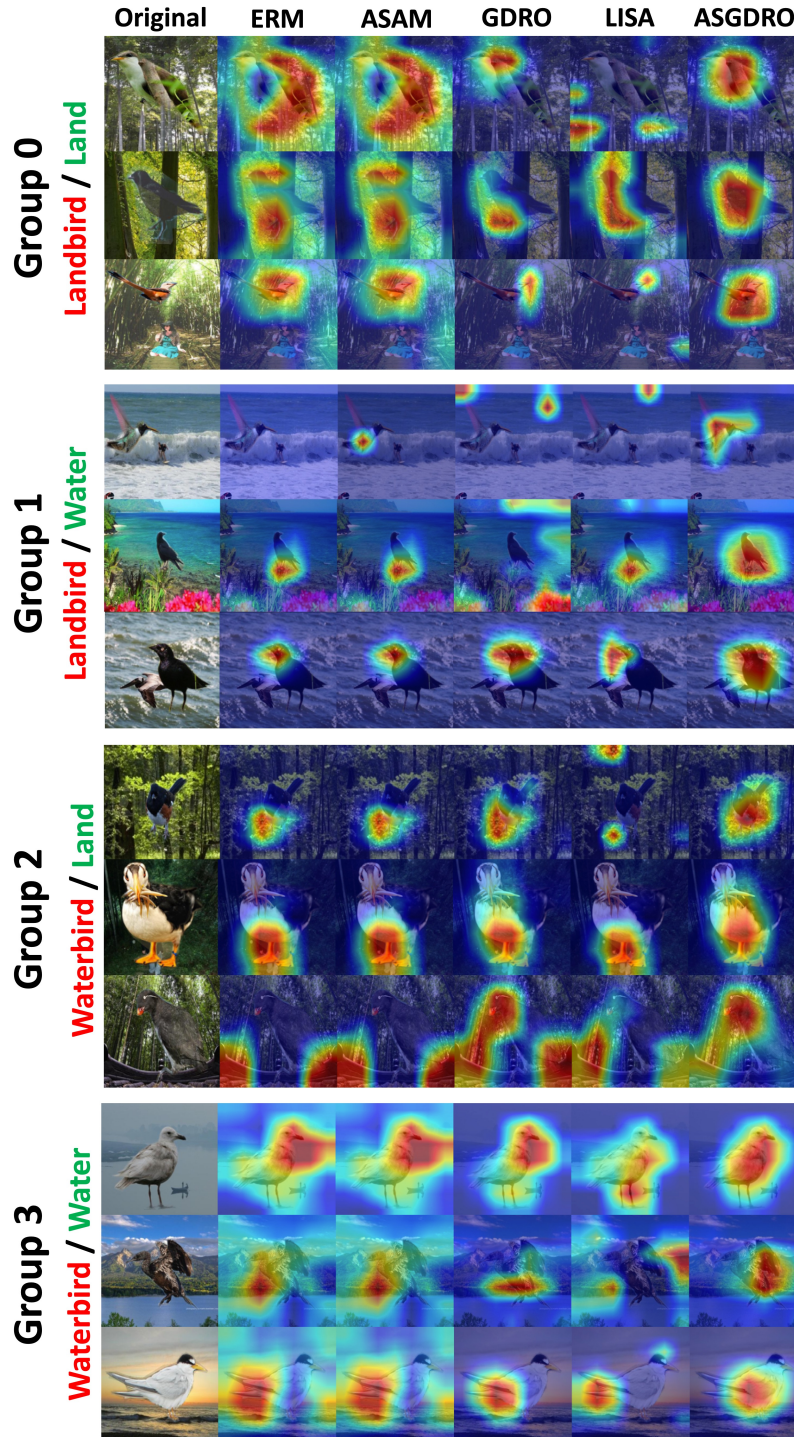 Original ERM ASAM GDRO LISA ASGDRO
Group 0
Landbird / Land
Group 1
Landbird / Water
Group 2
Waterbird / Land
Group 3
Waterbird / Water